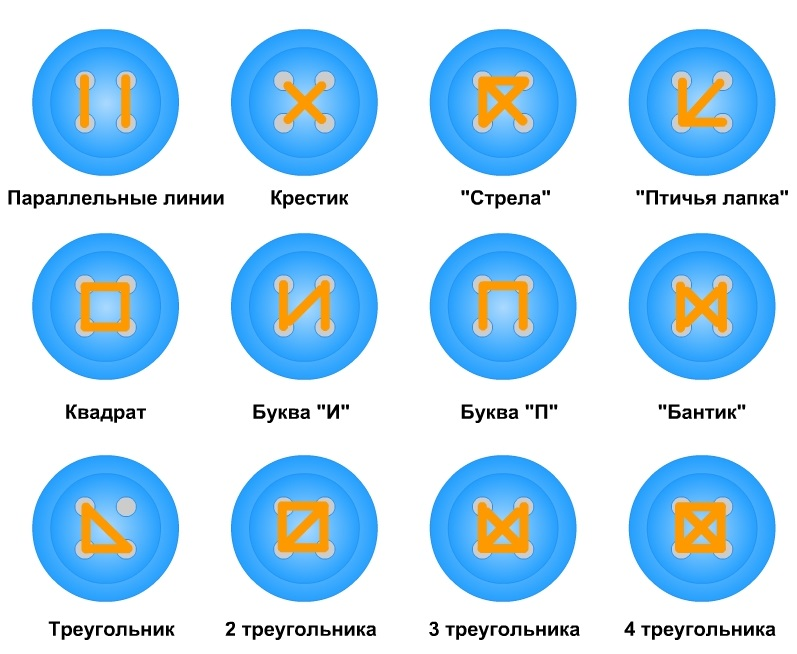 Параллельные линии
Крестик
"Стрела"
"Птичья лапка"
Квадрат
Буква "И"
Буква "П"
"Бантик"
Треугольник
2 треугольника
3 треугольника
4 треугольника